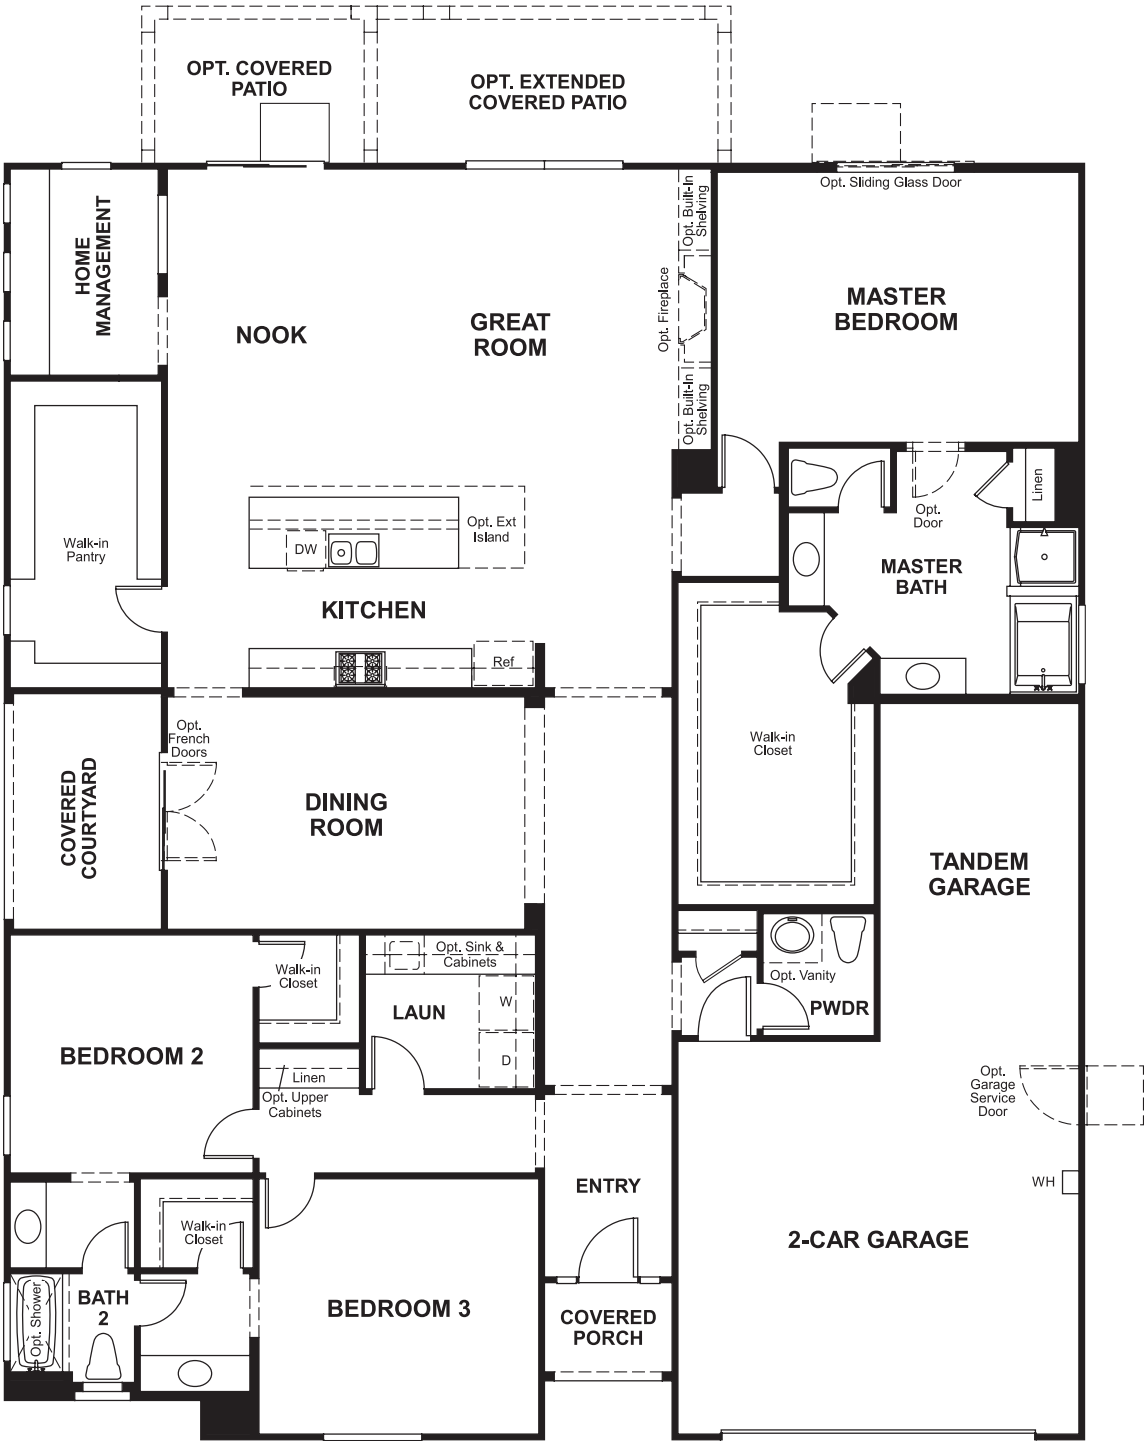 OPT. COVERED
PATIO
OPT. EXTENDED
COVERED PATIO
Opt. Sliding Glass Door
HOME
MANAGEMENT
NOOK
GREAT
ROOM
Opt. Built-In
Shelving
Opt. Fireplace
Opt. Built-In
Shelving
MASTER
BEDROOM
Walk-in
Pantry
Opt. Ext
Island
DW
KITCHEN
Ref
Opt.
Door
Linen
MASTER
BATH
Opt.
French
Doors
COVERED
COURTYARD
DINING
ROOM
Walk-in
Closet
TANDEM
GARAGE
Walk-in
Closet
Opt. Sink &
Cabinets
W
LAUN
D
Opt. Vanity
PWDR
BEDROOM 2
Linen
Opt. Upper
Cabinets
Opt.
Garage
Service
Door
WH
ENTRY
Walk-in
Closet
2-CAR GARAGE
Opt. Shower
BATH
2
BEDROOM 3
COVERED
PORCH